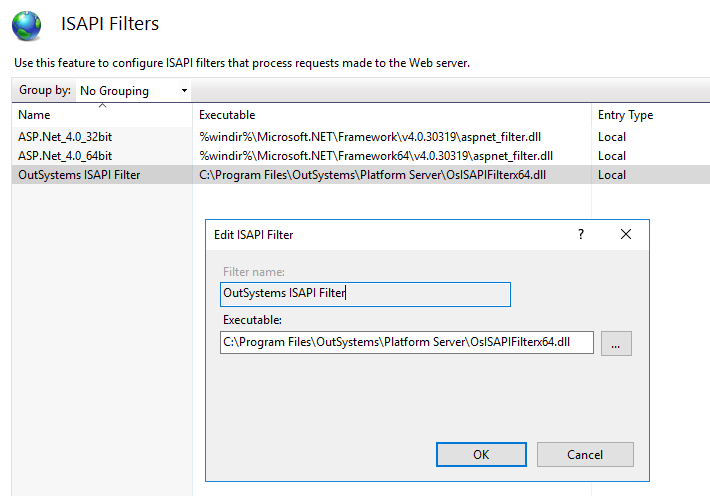 ISAPI Filters
Use this feature to configure ISAPI filters that process requests made to the Web server.
Group by: No Grouping
Name Executable Entry Type
ASP.Net_4.0_32bit %windir%\Microsoft.NET\Framework\v4.0.30319\aspnet_filter.dll Local
ASP.Net_4.0_64bit %windir%\Microsoft.NET\Framework64\v4.0.30319\aspnet_filter.dll Local
OutSystems ISAPI Filter C:\Program Files\OutSystems\Platform Server\OsISAPIFilterx64.dll Local
Edit ISAPI Filter ? X
Filter name:
OutSystems ISAPI Filter
Executable:
C:\Program Files\OutSystems\Platform Server\OsISAPIFilterx64.dll ...
OK Cancel